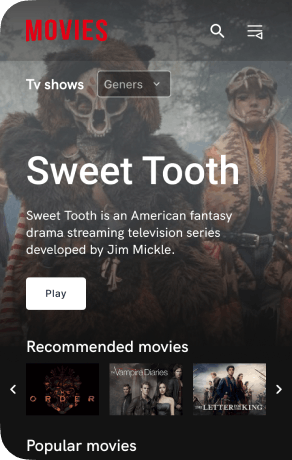 MOVIES
Tv shows
Geners
Sweet Tooth
Sweet Tooth is an American fantasy
drama streaming television series
developed by Jim Mickle.
Play
Recommended movies
THE ORDER
the Vampire Diaries
THE LETTER FOR THE KING
Popular movies